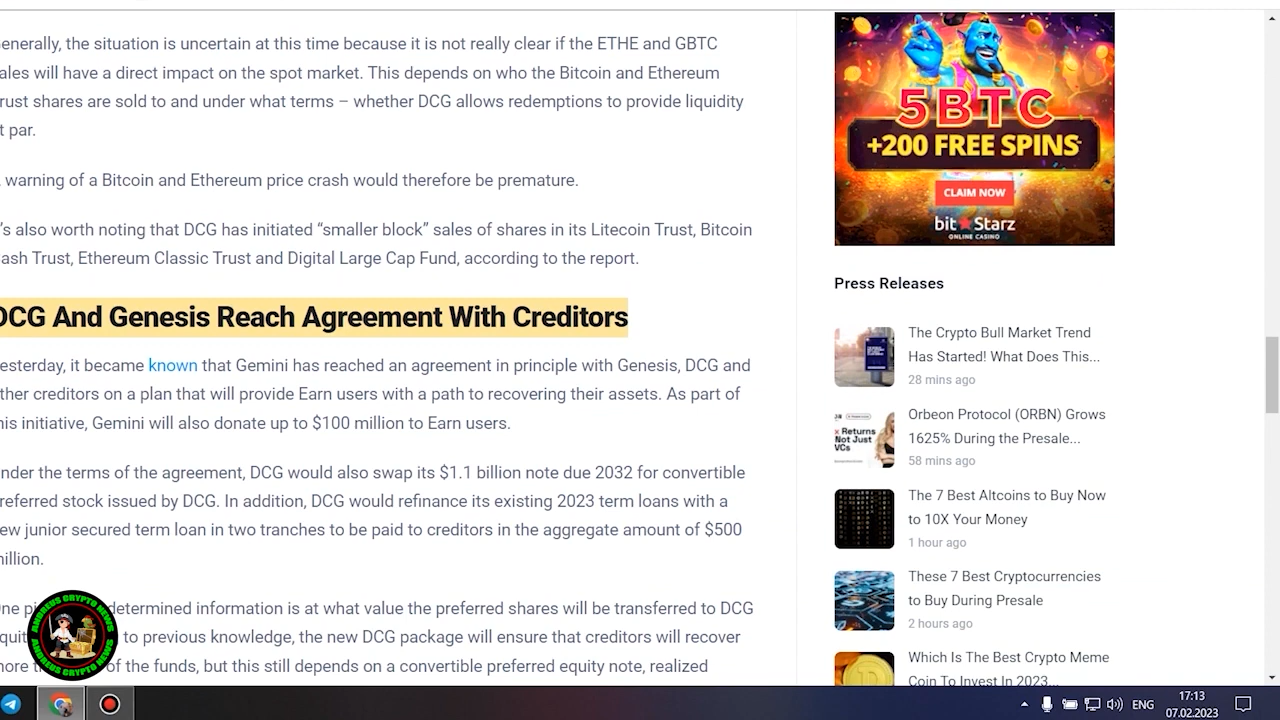 enerally, the situation is uncertain at this time because it is not really clear if the ETHE and GBTC
ales will have a direct impact on the spot market. This depends on who the Bitcoin and Ethereum
rust shares are sold to and under what terms – whether DCG allows redemptions to provide liquidity
t par.
warning of a Bitcoin and Ethereum price crash would therefore be premature.
's also worth noting that DCG has initiated “smaller block” sales of shares in its Litecoin Trust, Bitcoin
ash Trust, Ethereum Classic Trust and Digital Large Cap Fund, according to the report.
DCG And Genesis Reach Agreement With Creditors
esterday, it became known that Gemini has reached an agreement in principle with Genesis, DCG and
ther creditors on a plan that will provide Earn users with a path to recovering their assets. As part of
his initiative, Gemini will also donate up to $100 million to Earn users.
nder the terms of the agreement, DCG would also swap its $1.1 billion note due 2032 for convertible
referred stock issued by DCG. In addition, DCG would refinance its existing 2023 term loans with a
ew junior secured term loan in two tranches to be paid to creditors in the aggregate amount of $500
illion.
ne determined information is at what value the preferred shares will be transferred to DCG
quit to previous knowledge, the new DCG package will ensure that creditors will recover
ore of the funds, but this still depends on a convertible preferred equity note, realized
ANDREUS CRYPTO NEWS
ANDREUS CRYPTO NEWS
5BTC
+200 FREE SPINS
CLAIM NOW
bit Starz
ONLINE CASINO
Press Releases
The Crypto Bull Market Trend
Has Started! What Does This...
28 mins ago
Returns
Not Just
VCs
Orbeon Protocol (ORBN) Grows
1625% During the Presale...
58 mins ago
The 7 Best Altcoins to Buy Now
to 10X Your Money
1 hour ago
These 7 Best Cryptocurrencies
to Buy During Presale
2 hours ago
Which Is The Best Crypto Meme
Coin To Invest In 2023...
ENG
17:13
07.02.2023